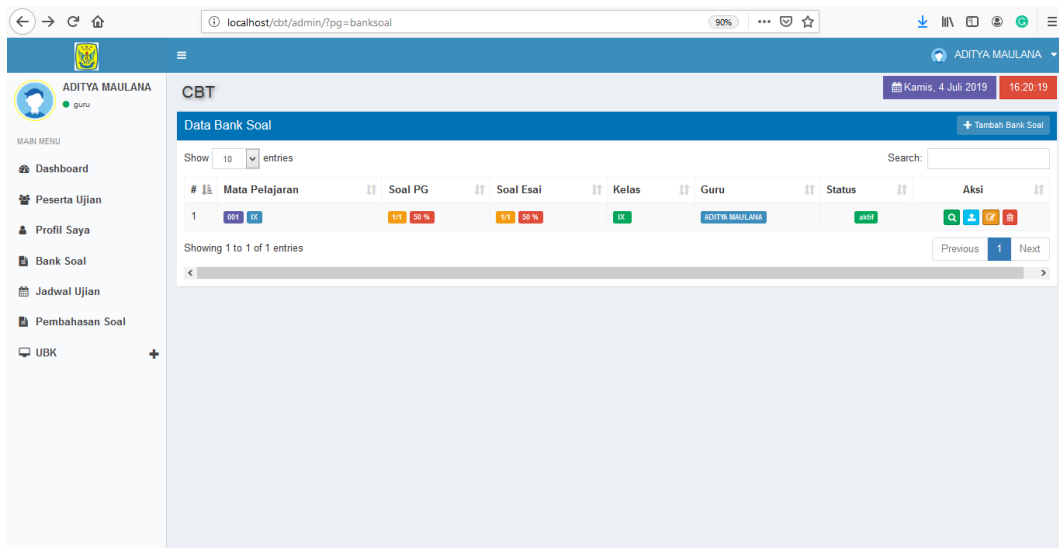 localhost/cbt/admin/?pg=banksoal
90%
ADITYA MAULANA
ADITYA MAULANA
guru
CBT
Kamis, 4 Juli 2019 16:20:19
MAIN MENU
Dashboard
Peserta Ujian
Profil Saya
Bank Soal
Jadwal Ujian
Pembahasan Soal
UBK
Data Bank Soal
Tambah Bank Soal
Show 10 entries
Search:
# Mata Pelajaran Soal PG Soal Esai Kelas Guru Status Aksi
1 001 IX 1/1 50 % 1/1 50 % IX ADITYA MAULANA aktif
Showing 1 to 1 of 1 entries
Previous 1 Next